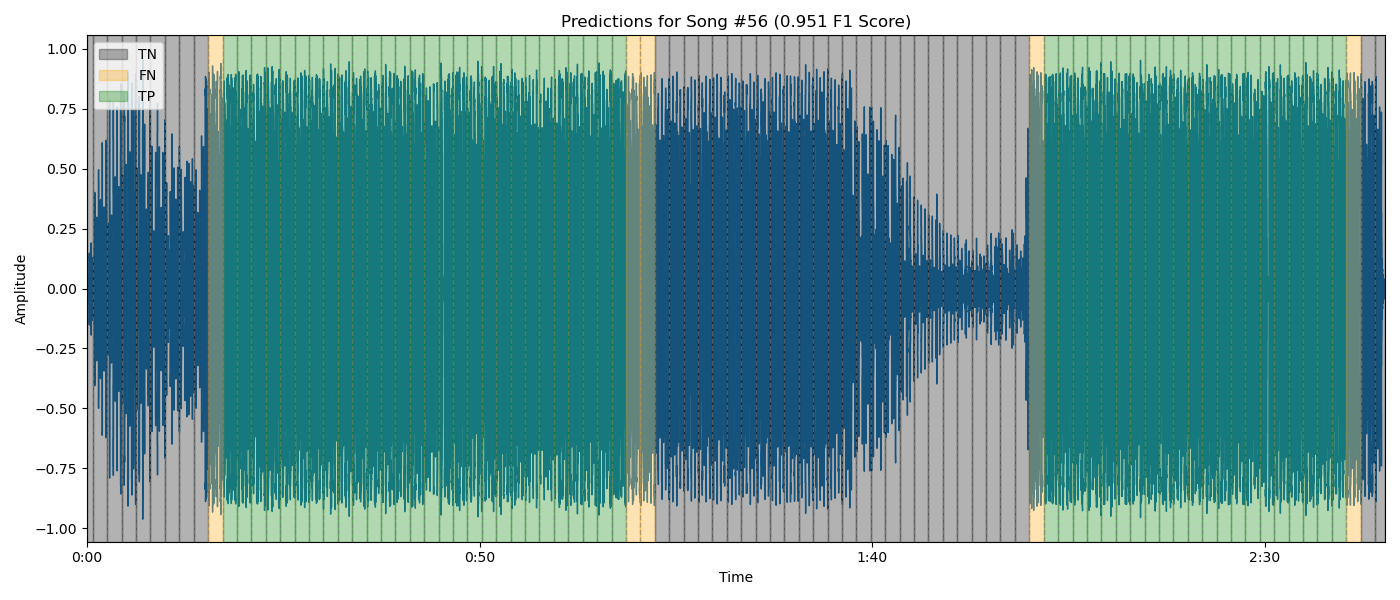 Predictions for Song #56 (0.951 F1 Score)
TN
FN
TP
1.00
0.75
0.50
0.25
0.00
−0.25
−0.50
−0.75
−1.00
Amplitude
0:00
0:50
1:40
2:30
Time